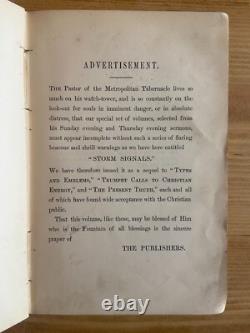 ADVERTISEMENT.
THE Pastor of the Metropolitan Tabernacle lives so
much on his watch-tower, and is so constantly on the
look-out for souls in imminent danger, or in absolute
distress, that our special set of volumes, selected from
his Sunday evening and Thursday evening sermons,
must appear incomplete without such a series of flaring
beacons and shrill warnings as we have here entitled
"STORM SIGNALS."
We have therefore issued it as a sequel to "TYPES
AND EMBLEMS," "TRUMPET CALLS TO CHRISTIAN
ENERGY," and "THE PRESENT TRUTH," each and all
of which have found wide acceptance with the Christian
public.
That this volume, like these, may be blessed of Him
who is the Fountain of all blessings is the sincere
prayer of
THE PUBLISHERS.
ebay